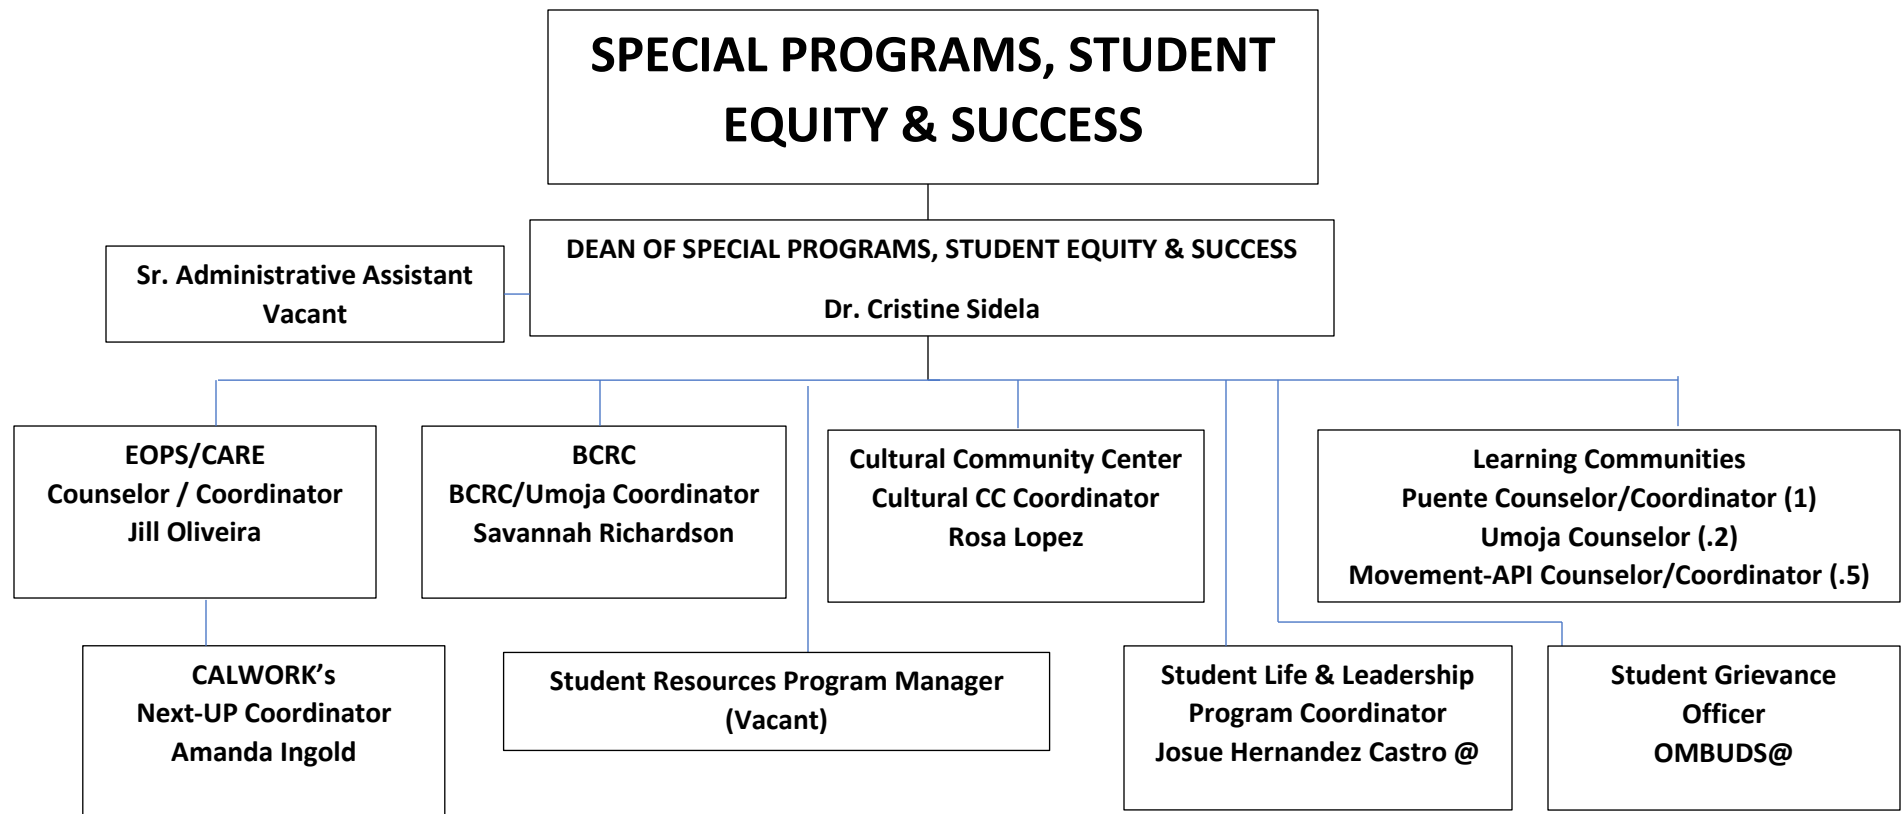 SPECIAL PROGRAMS, STUDENT
EQUITY & SUCCESS
DEAN OF SPECIAL PROGRAMS, STUDENT EQUITY & SUCCESS
Dr. Cristine Sidela
Sr. Administrative Assistant
Vacant
EOPS/CARE
Counselor / Coordinator
Jill Oliveira
BCRC
BCRC/Umoja Coordinator
Savannah Richardson
Cultural Community Center
Cultural CC Coordinator
Rosa Lopez
Learning Communities
Puente Counselor/Coordinator (1)
Umoja Counselor (.2)
Movement-API Counselor/Coordinator (.5)
CALWORK’s
Next-UP Coordinator
Amanda Ingold
Student Resources Program Manager
(Vacant)
Student Life & Leadership
Program Coordinator
Josue Hernandez Castro @
Student Grievance
Officer
OMBUDS@